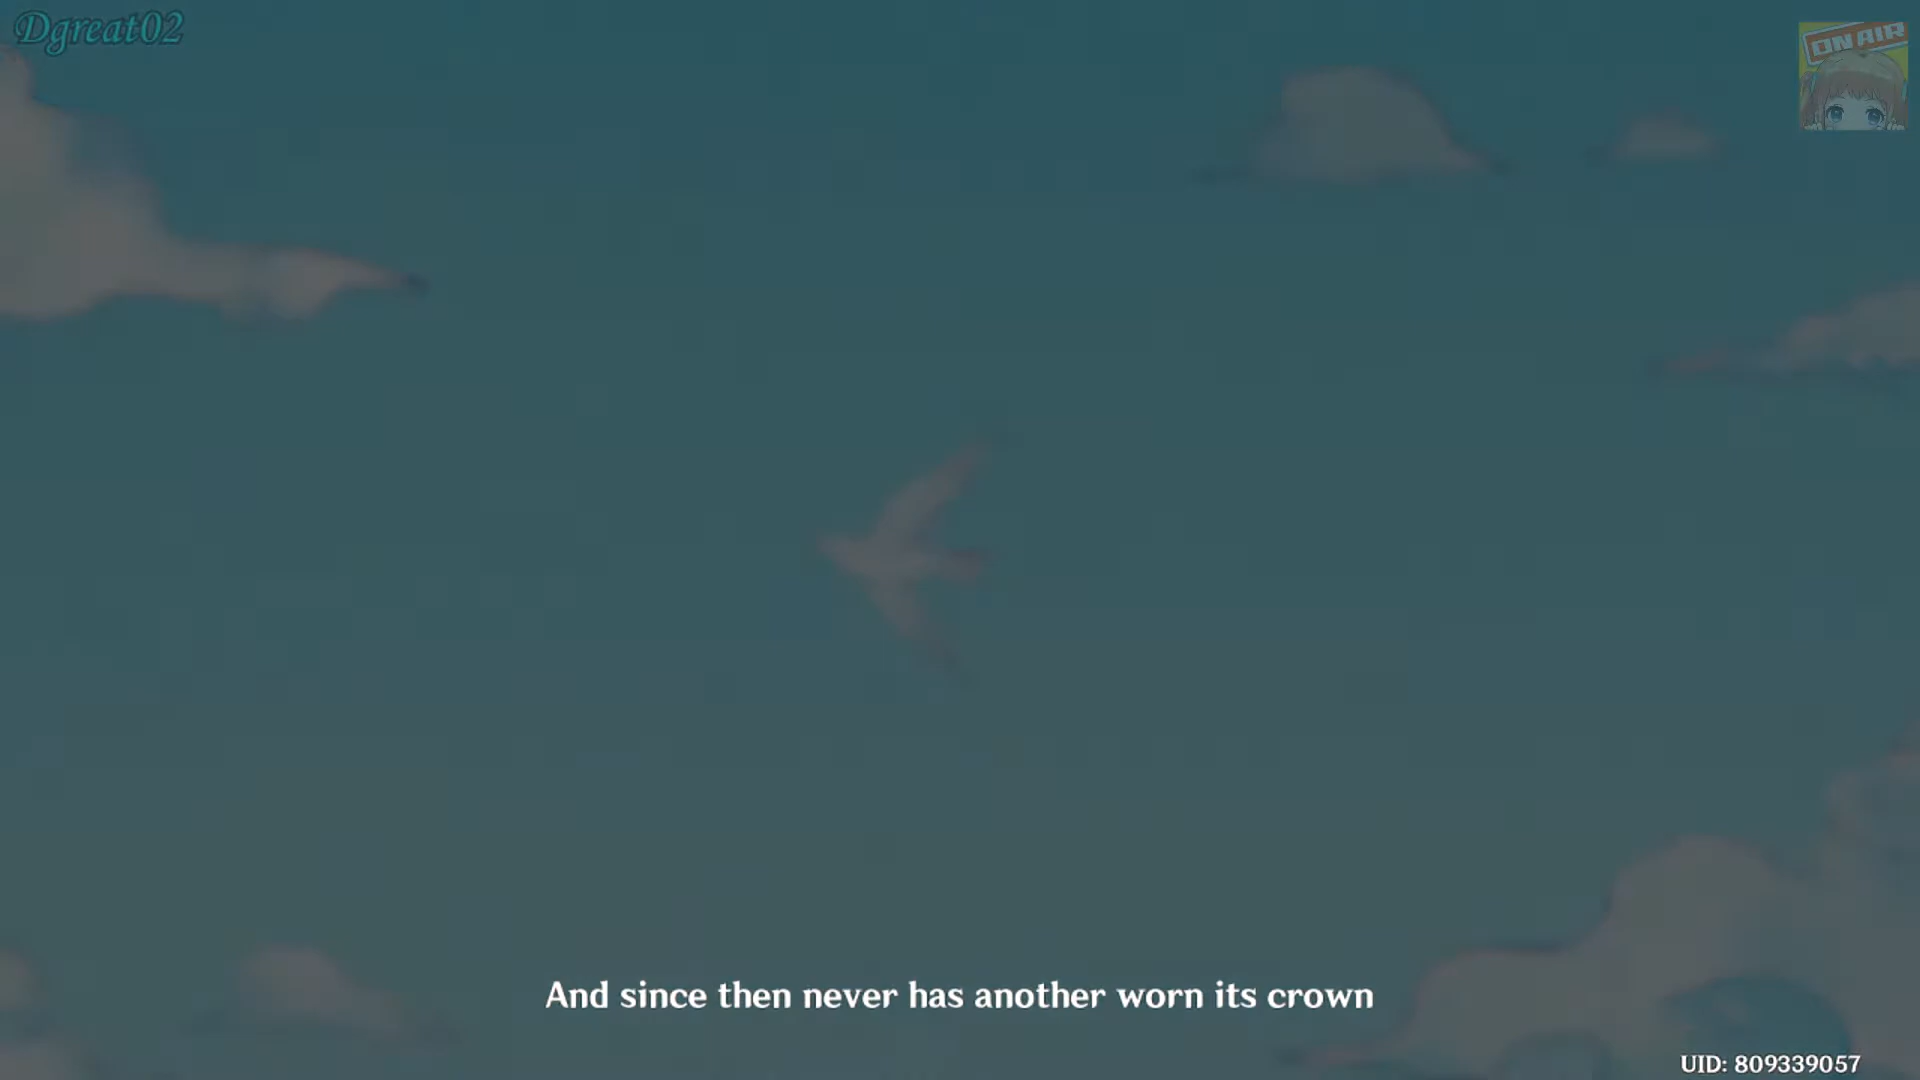 Dgreat02
ON AIR
And since then never has another worn its crown
UID: 809339057